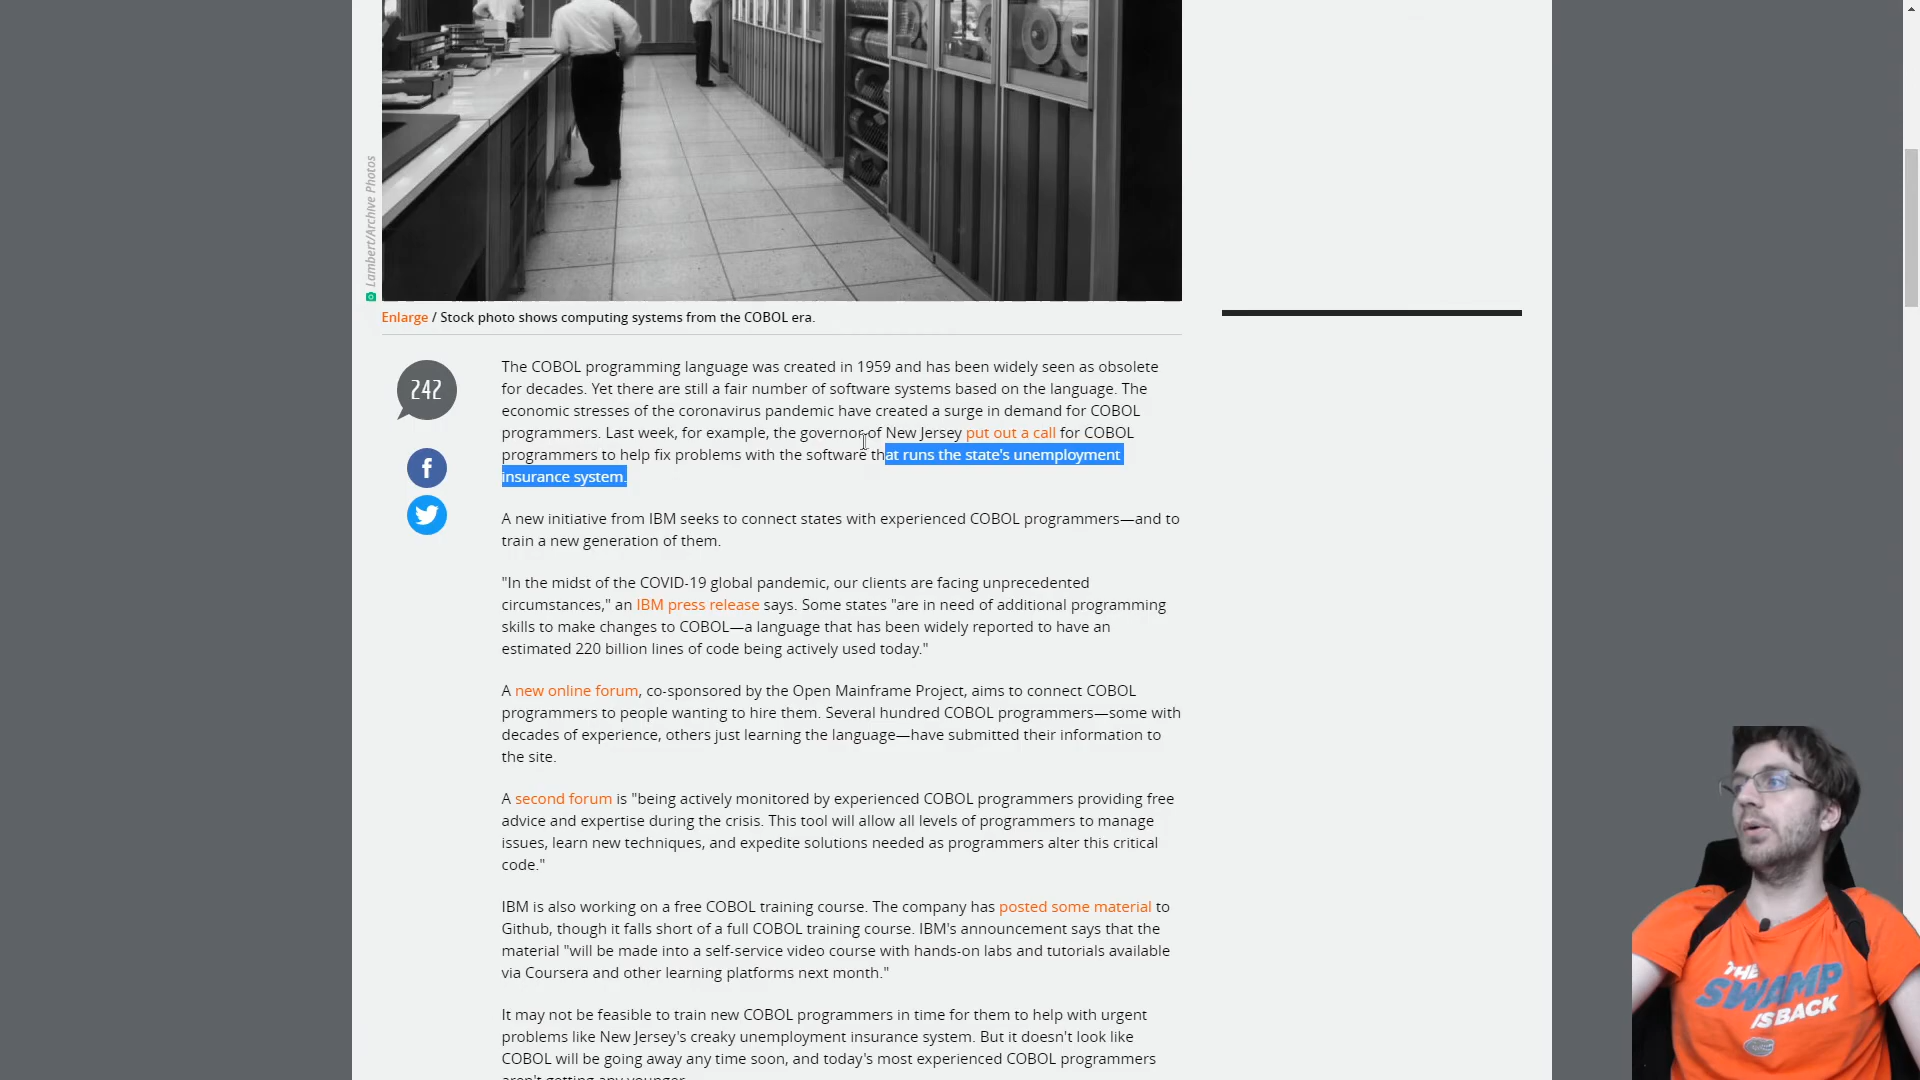 Lambert/Archive Photos
Enlarge / Stock photo shows computing systems from the COBOL era.
242
The COBOL programming language was created in 1959 and has been widely seen as obsolete
for decades. Yet there are still a fair number of software systems based on the language. The
economic stresses of the coronavirus pandemic have created a surge in demand for COBOL
programmers. Last week, for example, the governor of New Jersey put out a call for COBOL
programmers to help fix problems with the software that runs the state's unemployment
insurance system.
A new initiative from IBM seeks to connect states with experienced COBOL programmers—and to
train a new generation of them.
"In the midst of the COVID-19 global pandemic, our clients are facing unprecedented
circumstances," an IBM press release says. Some states "are in need of additional programming
skills to make changes to COBOL—a language that has been widely reported to have an
estimated 220 billion lines of code being actively used today."
A new online forum, co-sponsored by the Open Mainframe Project, aims to connect COBOL
programmers to people wanting to hire them. Several hundred COBOL programmers—some with
decades of experience, others just learning the language—have submitted their information to
the site.
A second forum is "being actively monitored by experienced COBOL programmers providing free
advice and expertise during the crisis. This tool will allow all levels of programmers to manage
issues, learn new techniques, and expedite solutions needed as programmers alter this critical
code."
IBM is also working on a free COBOL training course. The company has posted some material to
Github, though it falls short of a full COBOL training course. IBM's announcement says that the
material "will be made into a self-service video course with hands-on labs and tutorials available
via Coursera and other learning platforms next month."
It may not be feasible to train new COBOL programmers in time for them to help with urgent
problems like New Jersey's creaky unemployment insurance system. But it doesn't look like
COBOL will be going away any time soon, and today's most experienced COBOL programmers
aren't getting any younger.
THE
SWAMP
IS BACK